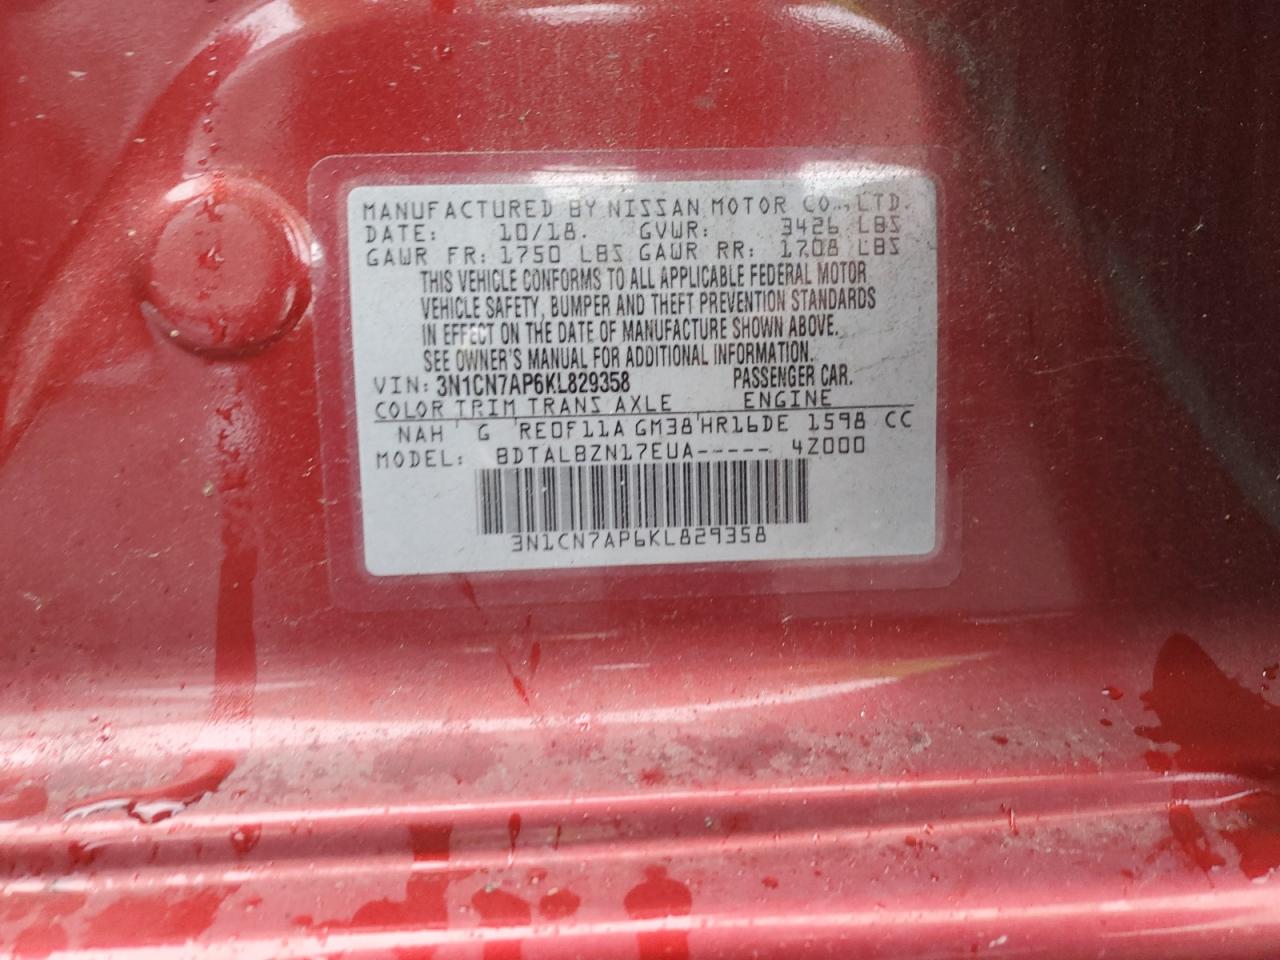 MANUFACTURED BY NISSAN MOTOR CO., LTD.
DATE: 10/18. GVWR: 3426 LBS
GAWR FR: 1750 LBS GAWR RR: 1708 LBS
THIS VEHICLE CONFORMS TO ALL APPLICABLE FEDERAL MOTOR
VEHICLE SAFETY, BUMPER AND THEFT PREVENTION STANDARDS
IN EFFECT ON THE DATE OF MANUFACTURE SHOWN ABOVE.
SEE OWNER'S MANUAL FOR ADDITIONAL INFORMATION.
VIN: 3N1CN7AP6KL829358 PASSENGER CAR.
COLOR TRIM TRANS AXLE ENGINE
NAH G RE0F11A GM38 HR16DE 1598 CC
MODEL: BDTALBZN17EUA----- 4Z000
3N1CN7AP6KL829358